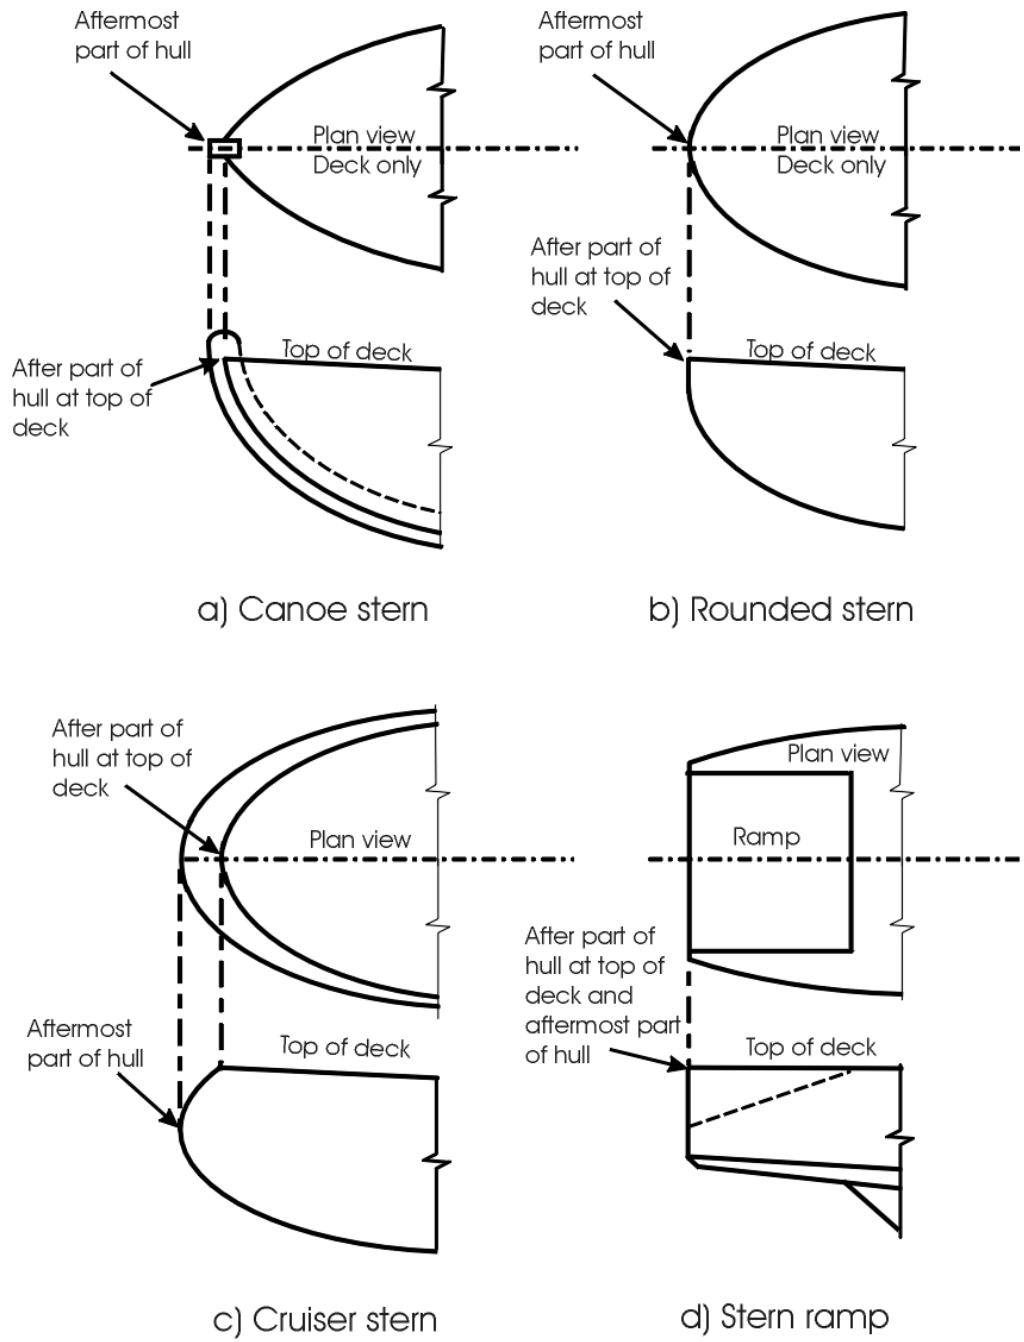 Aftermost
part of hull
Plan view
Deck only
After part of
hull at top of
deck
Top of deck
a) Canoe stern
Aftermost
part of hull
Plan view
Deck only
After part of
hull at top of
deck
Top of deck
b) Rounded stern
After part of
hull at top of
deck
Plan view
Aftermost
part of hull
Top of deck
c) Cruiser stern
Plan view
Ramp
After part of
hull at top of
deck and
aftermost part
of hull
Top of deck
d) Stern ramp